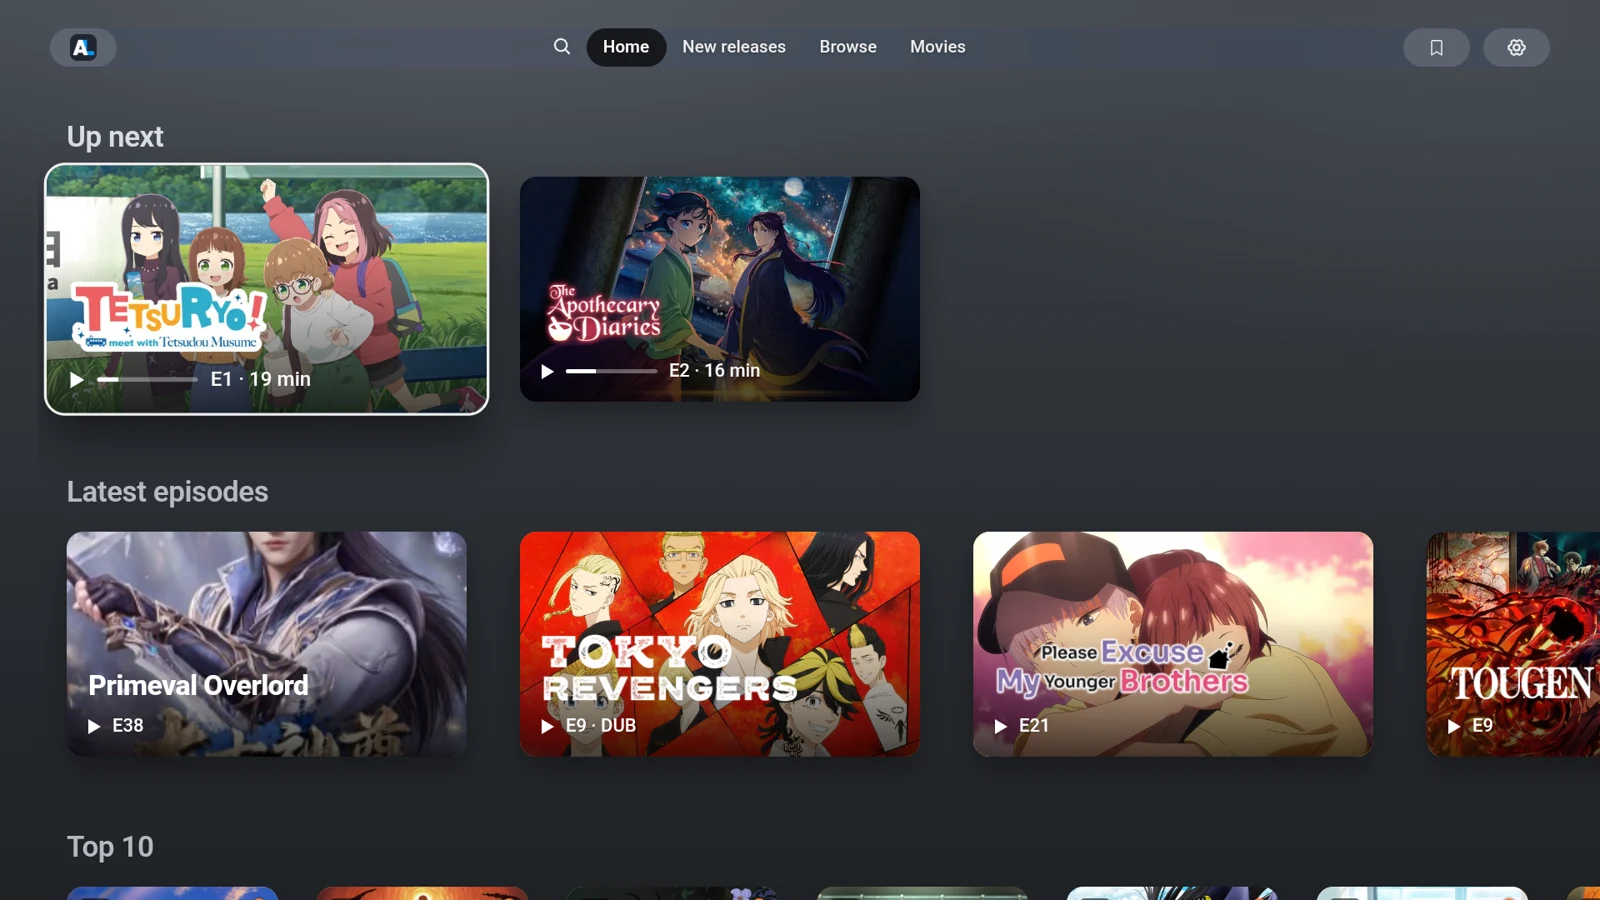 AL
Home
New releases
Browse
Movies
Up next
TETSURYO!
meet with Tetsudou Musume
E1 · 19 min
The
Apothecary
Diaries
E2 · 16 min
Latest episodes
Primeval Overlord
E38
TOKYO
REVENGERS
E9 · DUB
Please Excuse
My Younger Brothers
E21
TOUGEN
E9
Top 10